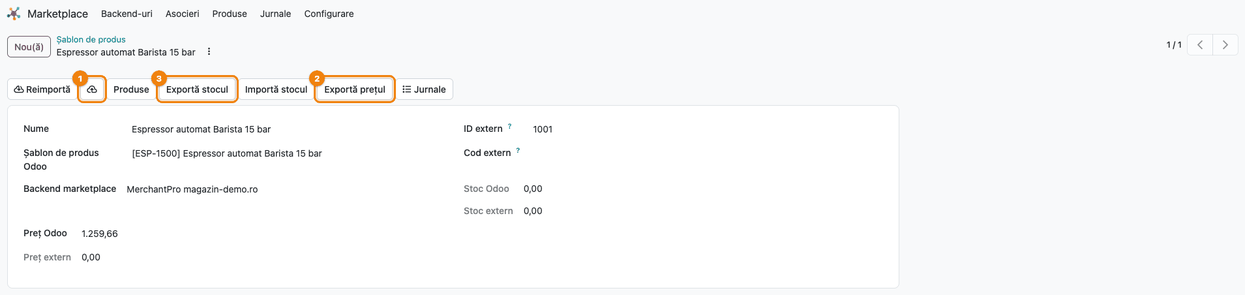 Marketplace Backend-uri Asocieri Produse Jurnale Configurare
Nou(ă) Șablon de produs
Espressor automat Barista 15 bar
1 / 1
1 3 2
Reimportă Produse Exportă stocul Importă stocul Exportă prețul Jurnale
Nume Espressor automat Barista 15 bar ID extern ? 1001
Șablon de produs [ESP-1500] Espressor automat Barista 15 bar Cod extern ?
Odoo
Backend marketplace MerchantPro magazin-demo.ro Stoc Odoo 0,00
Stoc extern 0,00
Preț Odoo 1.259,66
Preț extern 0,00